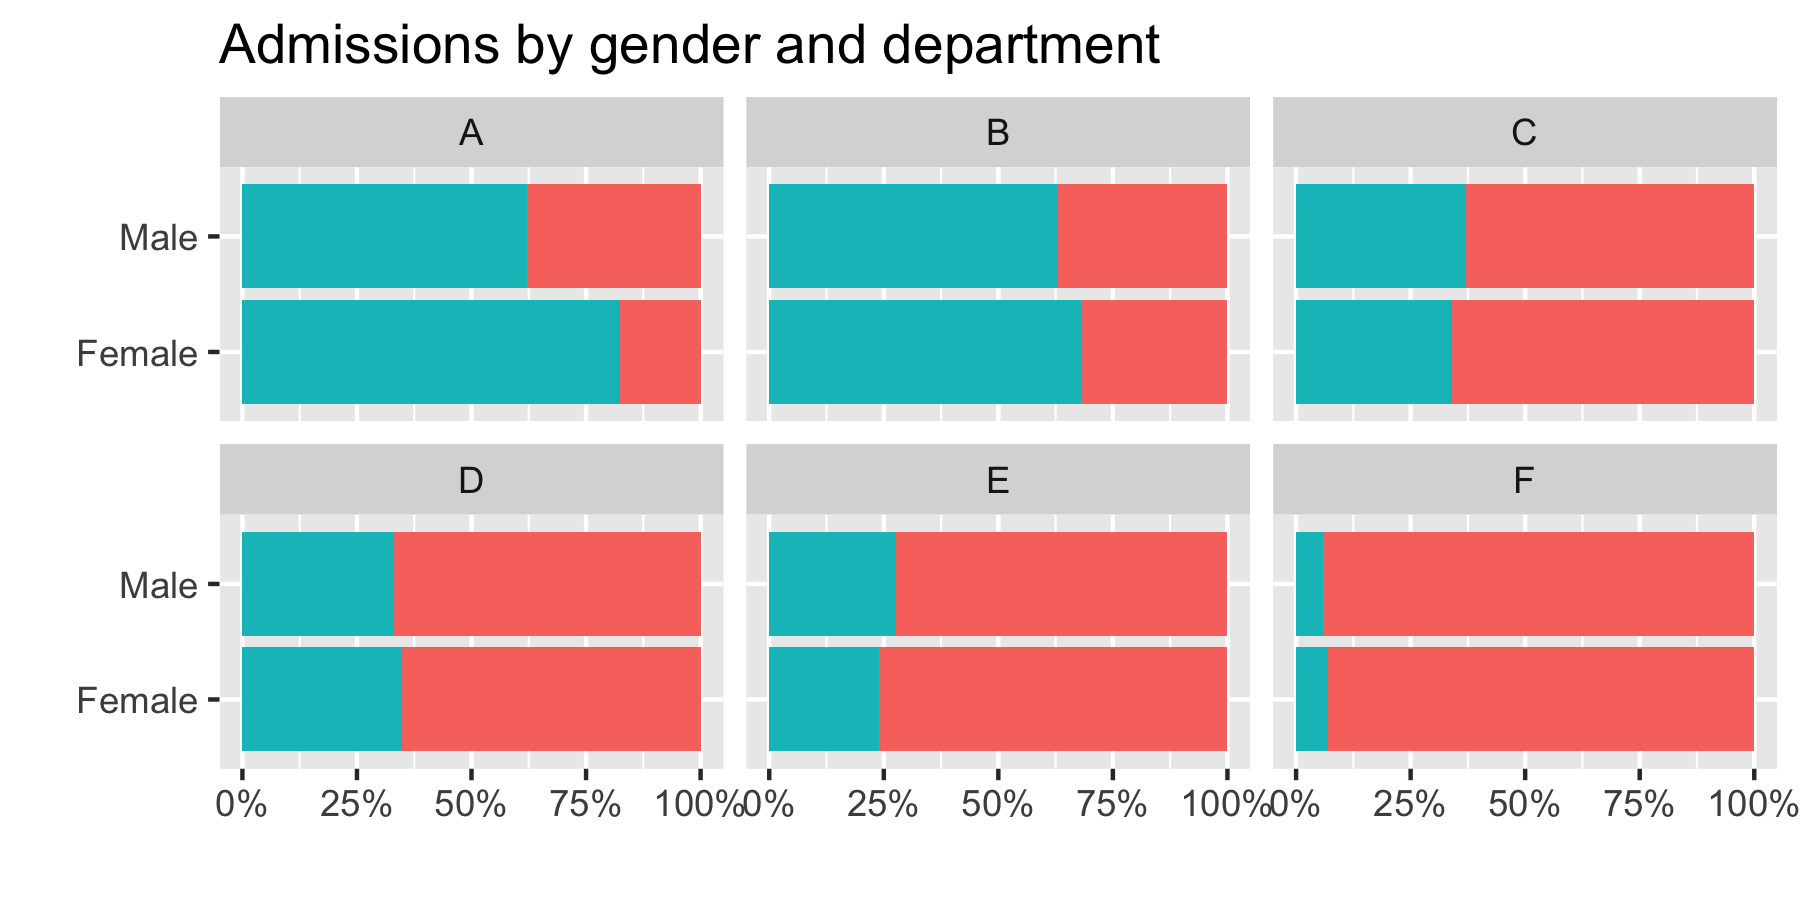 Admissions by gender and department
A B C
Male
Female
D E F
Male
Female
0% 25% 50% 75% 100% 0% 25% 50% 75% 100% 0% 25% 50% 75% 100%